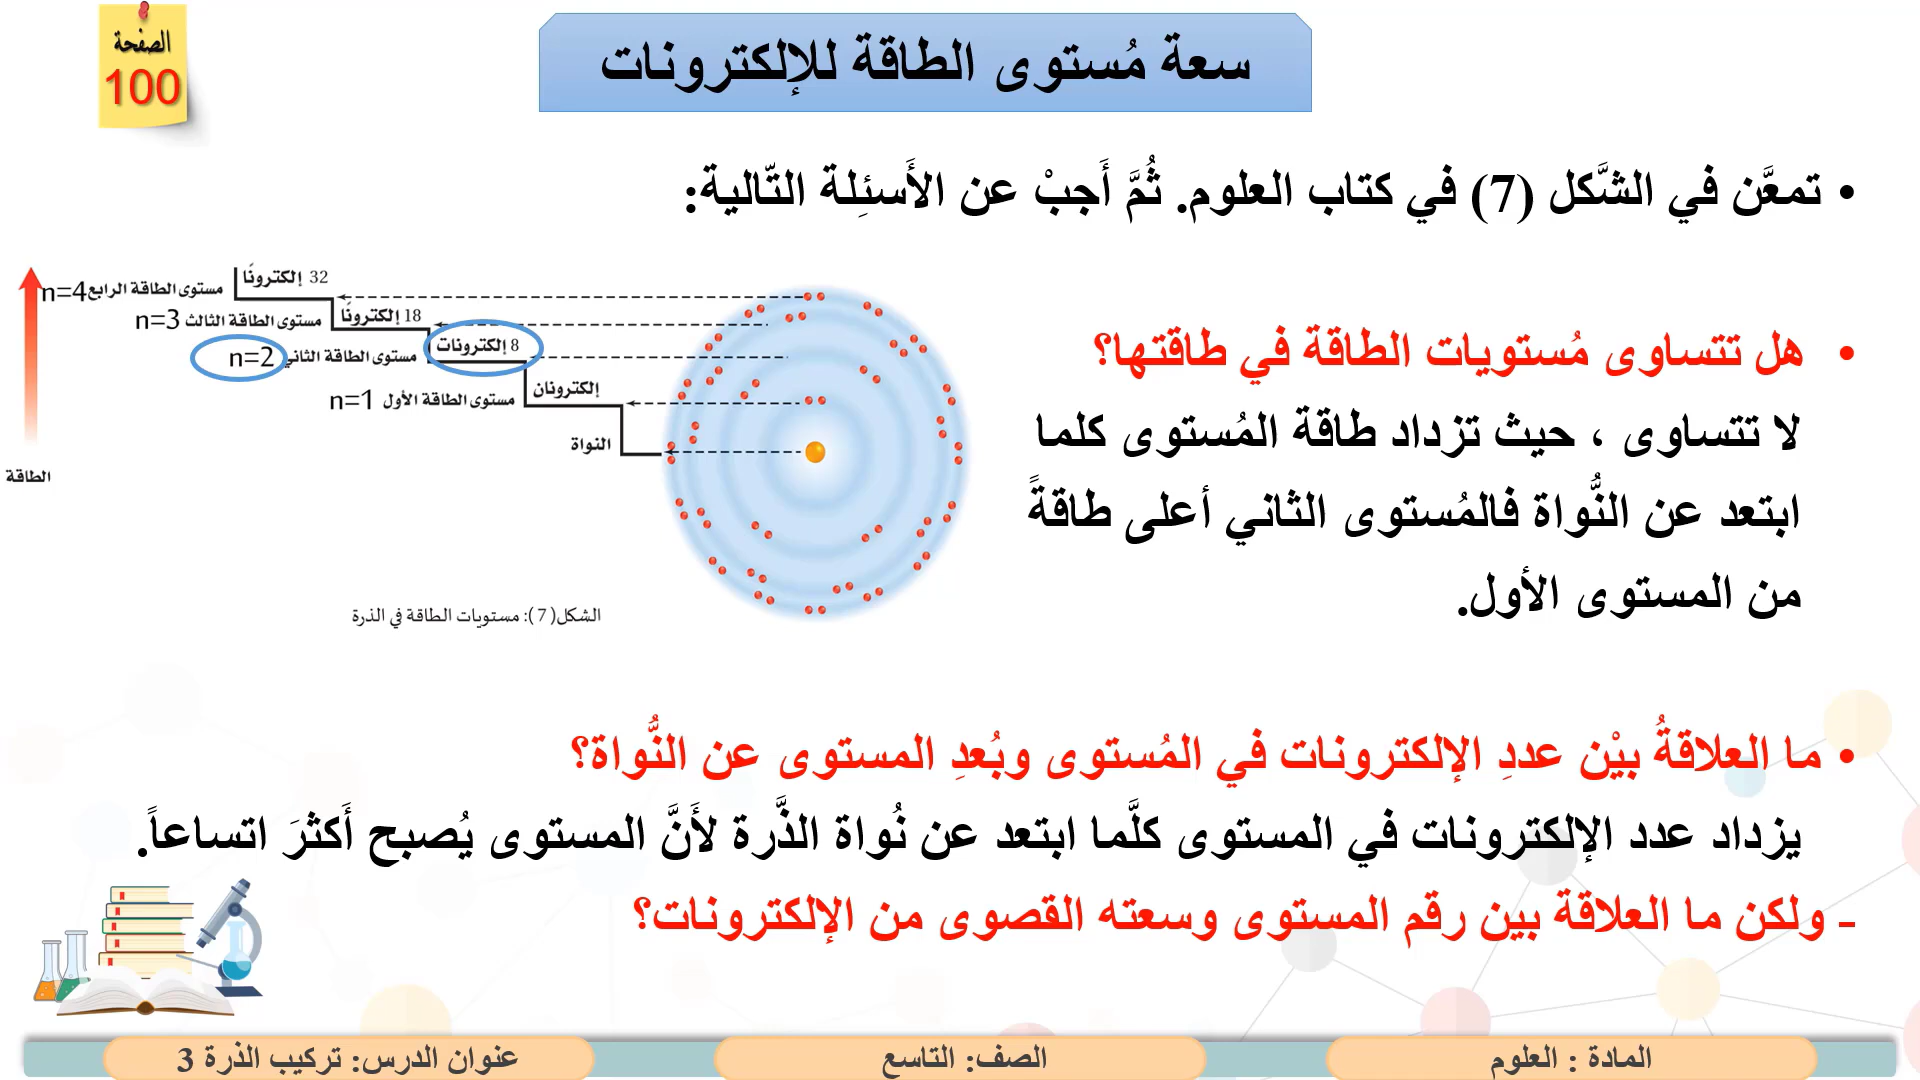 الصفحة
100
سعة مُستوى الطاقة للإلكترونات
• تمعَّن في الشَّكل (7) في كتاب العلوم. ثُمَّ أَجبْ عن الأَسئِلة التّالية:
32 إلكترونًا
n=4 مستوى الطاقة الرابع
18 إلكترونًا
n=3 مستوى الطاقة الثالث
8 إلكترونات
n=2 مستوى الطاقة الثاني
إلكترونان
n=1 مستوى الطاقة الأول
النواة
الطاقة
الشكل(7): مستويات الطاقة في الذرة
• هل تتساوى مُستويات الطاقة في طاقتها؟
لا تتساوى ، حيث تزداد طاقة المُستوى كلما
ابتعد عن النُّواة فالمُستوى الثاني أعلى طاقةً
من المستوى الأول.
• ما العلاقةُ بيْن عددِ الإلكترونات في المُستوى وبُعدِ المستوى عن النُّواة؟
يزداد عدد الإلكترونات في المستوى كلَّما ابتعد عن نُواة الذَّرة لأَنَّ المستوى يُصبح أَكثرَ اتساعاً.
- ولكن ما العلاقة بين رقم المستوى وسعته القصوى من الإلكترونات؟
المادة : العلوم
الصف: التاسع
عنوان الدرس: تركيب الذرة 3